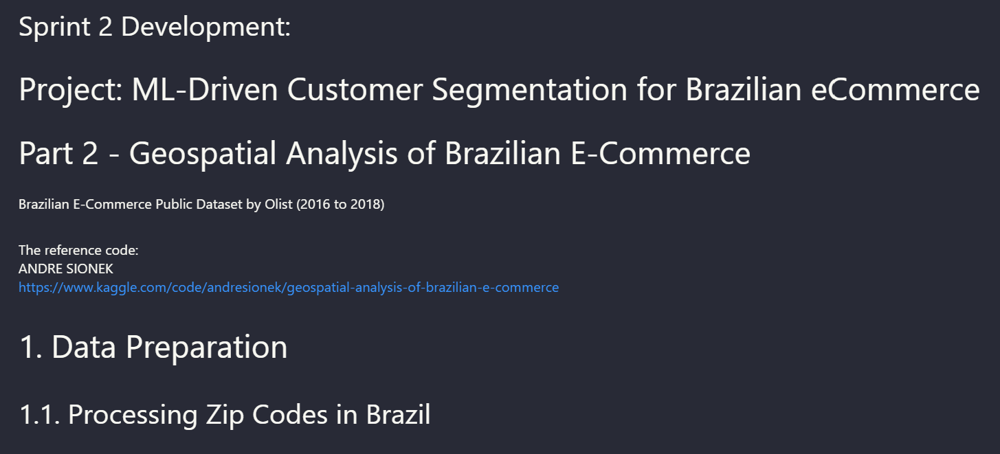 Sprint 2 Development:
Project: ML-Driven Customer Segmentation for Brazilian eCommerce
Part 2 - Geospatial Analysis of Brazilian E-Commerce
Brazilian E-Commerce Public Dataset by Olist (2016 to 2018)
The reference code:
ANDRE SIONEK
https://www.kaggle.com/code/andresionek/geospatial-analysis-of-brazilian-e-commerce
1. Data Preparation
1.1. Processing Zip Codes in Brazil